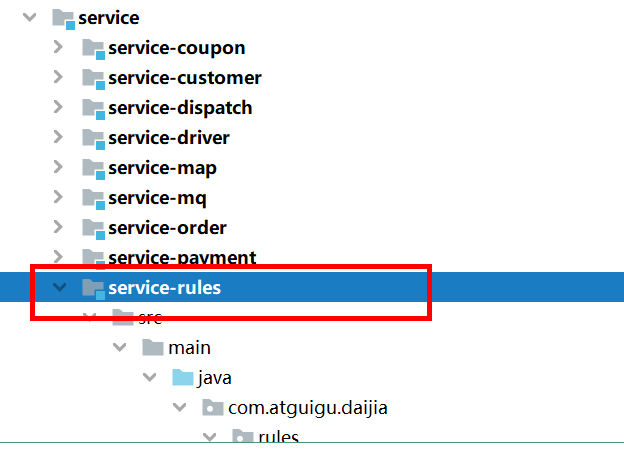 service
service-coupon
service-customer
service-dispatch
service-driver
service-map
service-mq
service-order
service-payment
service-rules
src
main
java
com.atguigu.daijia
rules